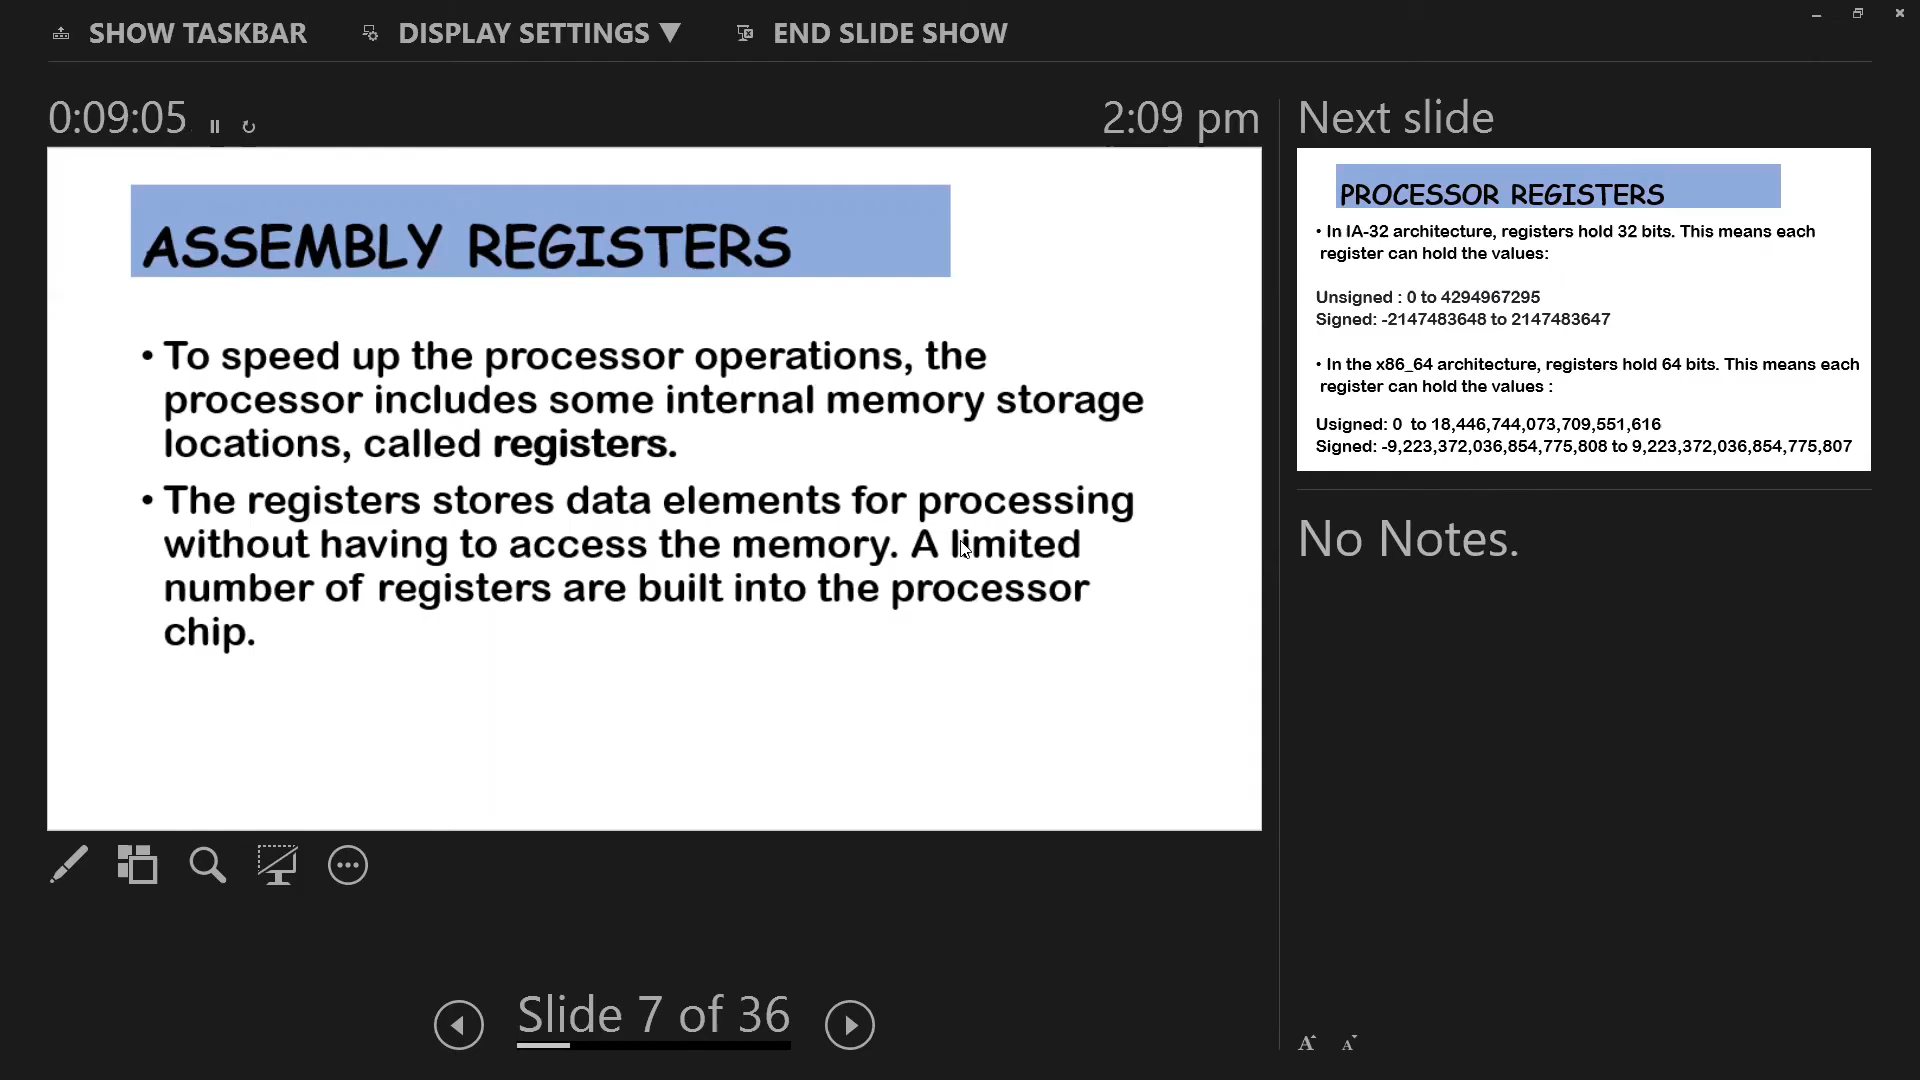 SHOW TASKBAR DISPLAY SETTINGS ▼ END SLIDE SHOW
0:09:05 2:09 pm
ASSEMBLY REGISTERS
• To speed up the processor operations, the
processor includes some internal memory storage
locations, called registers.
• The registers stores data elements for processing
without having to access the memory. A limited
number of registers are built into the processor
chip.
Slide 7 of 36
Next slide
PROCESSOR REGISTERS
• In IA-32 architecture, registers hold 32 bits. This means each
register can hold the values:
Unsigned : 0 to 4294967295
Signed: -2147483648 to 2147483647
• In the x86_64 architecture, registers hold 64 bits. This means each
register can hold the values :
Usigned: 0 to 18,446,744,073,709,551,616
Signed: -9,223,372,036,854,775,808 to 9,223,372,036,854,775,807
No Notes.
A A